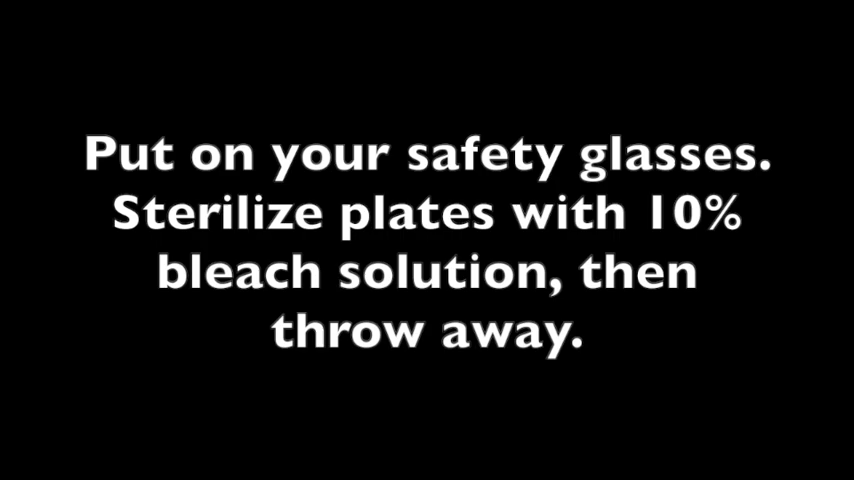 Put on your safety glasses.
Sterilize plates with 10%
bleach solution, then
throw away.